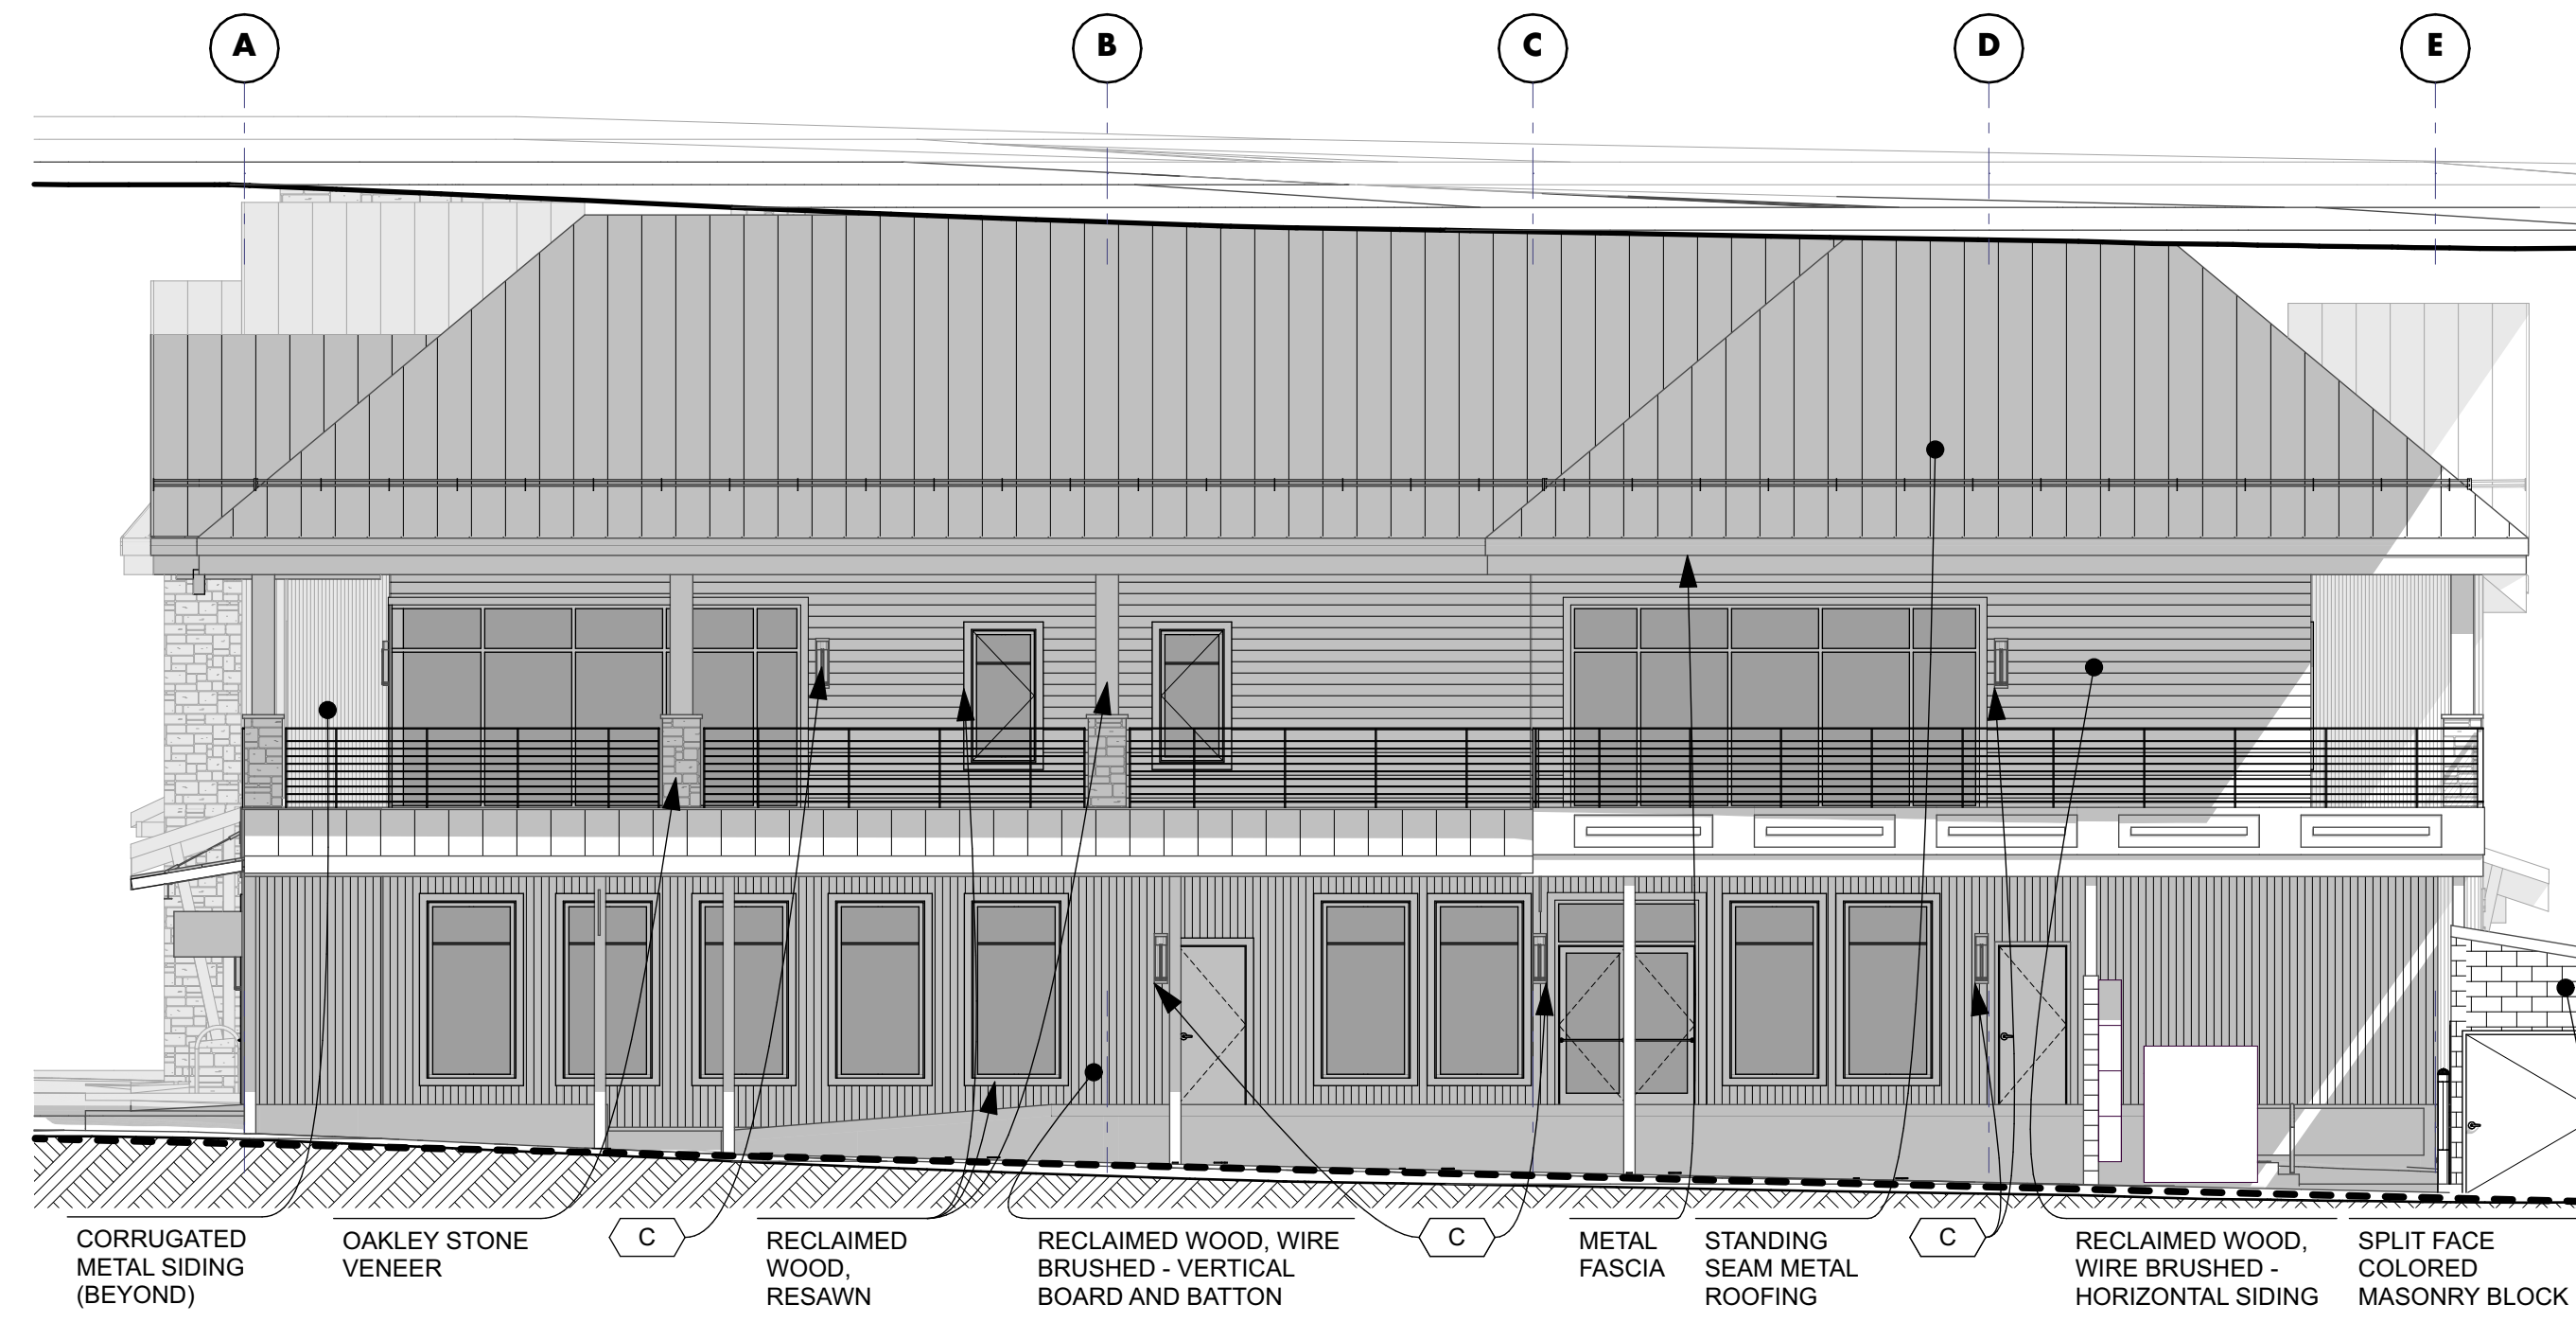 A
B
C
D
E
CORRUGATED
METAL SIDING
(BEYOND)
OAKLEY STONE
VENEER
C
RECLAIMED
WOOD,
RESAWN
RECLAIMED WOOD, WIRE
BRUSHED - VERTICAL
BOARD AND BATTON
C
METAL
FASCIA
STANDING
SEAM METAL
ROOFING
C
RECLAIMED WOOD,
WIRE BRUSHED -
HORIZONTAL SIDING
SPLIT FACE
COLORED
MASONRY BLOCK